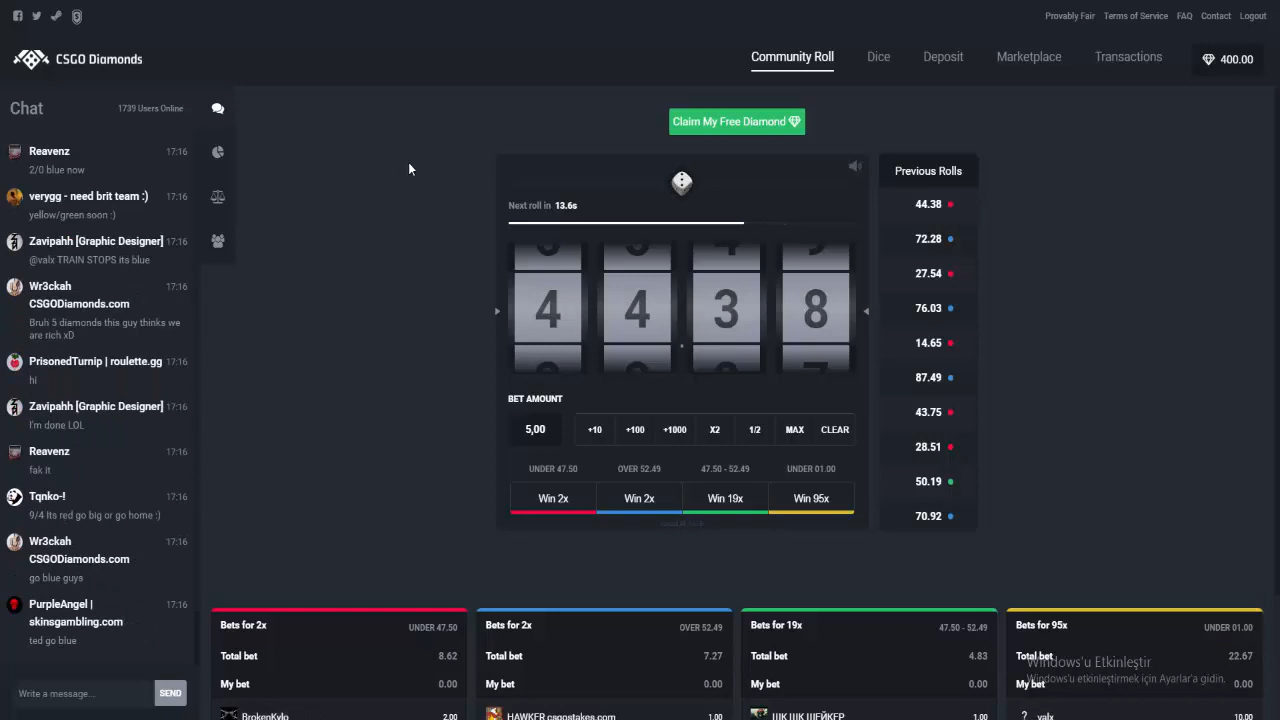 Provably Fair Terms of Service FAQ Contact Logout
CSGO Diamonds
Community Roll Dice Deposit Marketplace Transactions 400.00
Chat 1739 Users Online
Reavenz 17:16
2/0 blue now
verygg - need brit team :) 17:16
yellow/green soon :)
Zavipahh [Graphic Designer] 17:16
@valx TRAIN STOPS its blue
Wr3ckah 17:16
CSGODiamonds.com
Bruh 5 diamonds this guy thinks we
are rich xD
PrisonedTurnip | roulette.gg 17:16
hi
Zavipahh [Graphic Designer] 17:16
I'm done LOL
Reavenz 17:16
fak it
Tqnko-! 17:16
9/4 Its red go big or go home :)
Wr3ckah 17:16
CSGODiamonds.com
go blue guys
PurpleAngel | 17:16
skinsgambling.com
ted go blue
Write a message... SEND
Claim My Free Diamond
Next roll in 13.6s
4 4 3 8
BET AMOUNT
5,00 +10 +100 +1000 X2 1/2 MAX CLEAR
UNDER 47.50 OVER 52.49 47.50 - 52.49 UNDER 01.00
Win 2x Win 2x Win 19x Win 95x
Previous Rolls
44.38
72.28
27.54
76.03
14.65
87.49
43.75
28.51
50.19
70.92
Bets for 2x UNDER 47.50
Total bet 8.62
My bet 0.00
BrokenKylo 2.00
Bets for 2x OVER 52.49
Total bet 7.27
My bet 0.00
HAWKER csgostakes.com 1.00
Bets for 19x 47.50 - 52.49
Total bet 4.83
My bet 0.00
ШК ШК ШЕЙКЕР 1.00
Bets for 95x UNDER 01.00
Total bet 22.67
My bet 0.00
valx 10.00
Windows'u Etkinleştir
Windows'u etkinleştirmek için Ayarlar'a gidin.